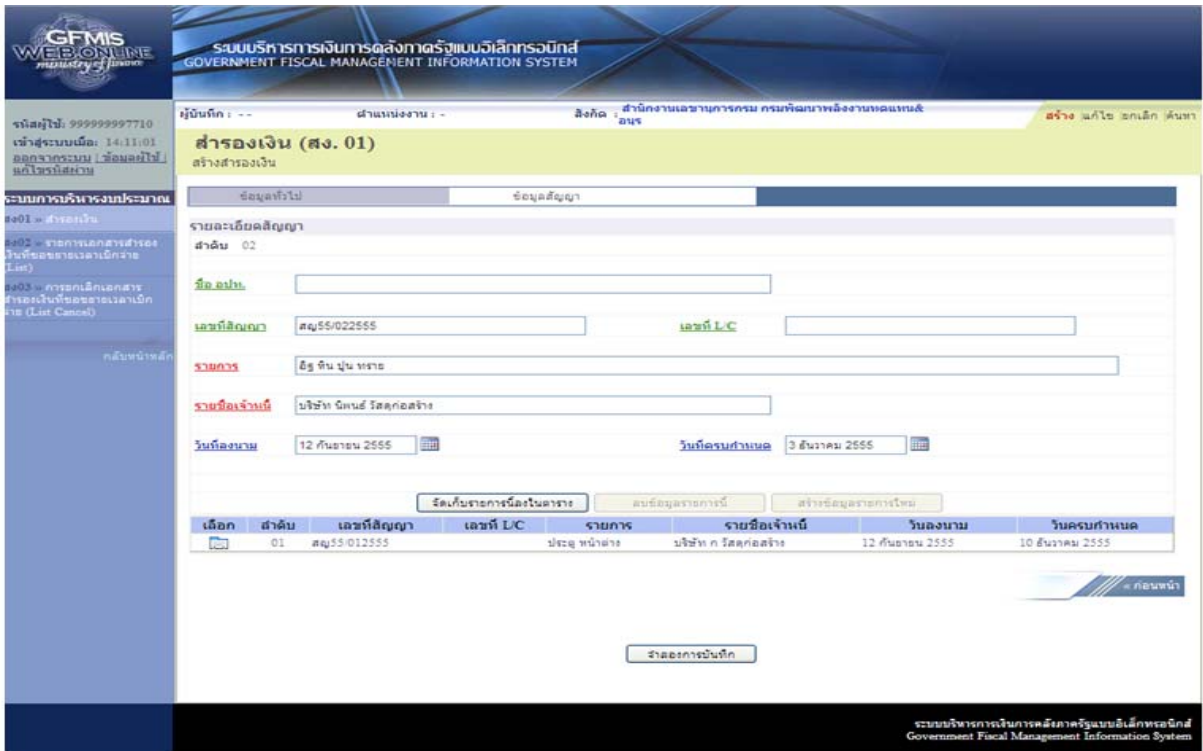 GFMIS
WEB ONLINE
ministry of finance
ระบบบริหารการเงินการคลังภาครัฐแบบอิเล็กทรอนิกส์
GOVERNMENT FISCAL MANAGEMENT INFORMATION SYSTEM
รหัสผู้ใช้: 999999997710
เข้าสู่ระบบเมื่อ: 14:11:01
ออกจากระบบ | ข้อมูลผู้ใช้ |
แก้ไขรหัสผ่าน
ผู้บันทึก : - - ตำแหน่งงาน : - สังกัด : สำนักงานเลขานุการกรม กรมพัฒนาพลังงานทดแทน&
อนุร
สร้าง |แก้ไข |ยกเลิก |ค้นหา
สำรองเงิน (สง. 01)
สร้างสำรองเงิน
ระบบการบริหารงบประมาณ
สง01 » สำรองเงิน
สง02 » รายการเอกสารสำรอง
เงินที่ขอขยายเวลาเบิกจ่าย
(List)
สง03 » การยกเลิกเอกสาร
สำรองเงินที่ขอขยายเวลาเบิก
จ่าย (List Cancel)
กลับหน้าหลัก
ข้อมูลทั่วไป ข้อมูลสัญญา
รายละเอียดสัญญา
ลำดับ 02
ชื่อ อปท.
เลขที่สัญญา สญ55/022555 เลขที่ L/C
รายการ อิฐ หิน ปูน ทราย
รายชื่อเจ้าหนี้ บริษัท นิพนธ์ วัสดุก่อสร้าง
วันที่ลงนาม 12 กันยายน 2555 วันที่ครบกำหนด 3 ธันวาคม 2555
จัดเก็บรายการนี้ลงในตาราง ลบข้อมูลรายการนี้ สร้างข้อมูลรายการใหม่
เลือก ลำดับ เลขที่สัญญา เลขที่ L/C รายการ รายชื่อเจ้าหนี้ วันลงนาม วันครบกำหนด
01 สญ55/012555 ประตู หน้าต่าง บริษัท ก วัสดุก่อสร้าง 12 กันยายน 2555 10 ธันวาคม 2555
« ก่อนหน้า
จำลองการบันทึก
ระบบบริหารการเงินการคลังภาครัฐแบบอิเล็กทรอนิกส์
Government Fiscal Management Information System